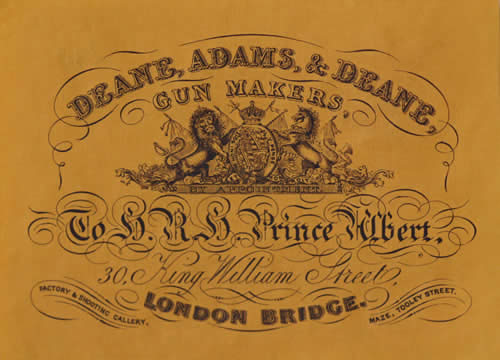 DEANE, ADAMS, & DEANE,
GUN MAKERS,
BY APPOINTMENT.
To H.R.H. Prince Albert.
30, King William Street,
LONDON BRIDGE.
FACTORY & SHOOTING GALLERY.
MAZE, TOOLEY STREET.